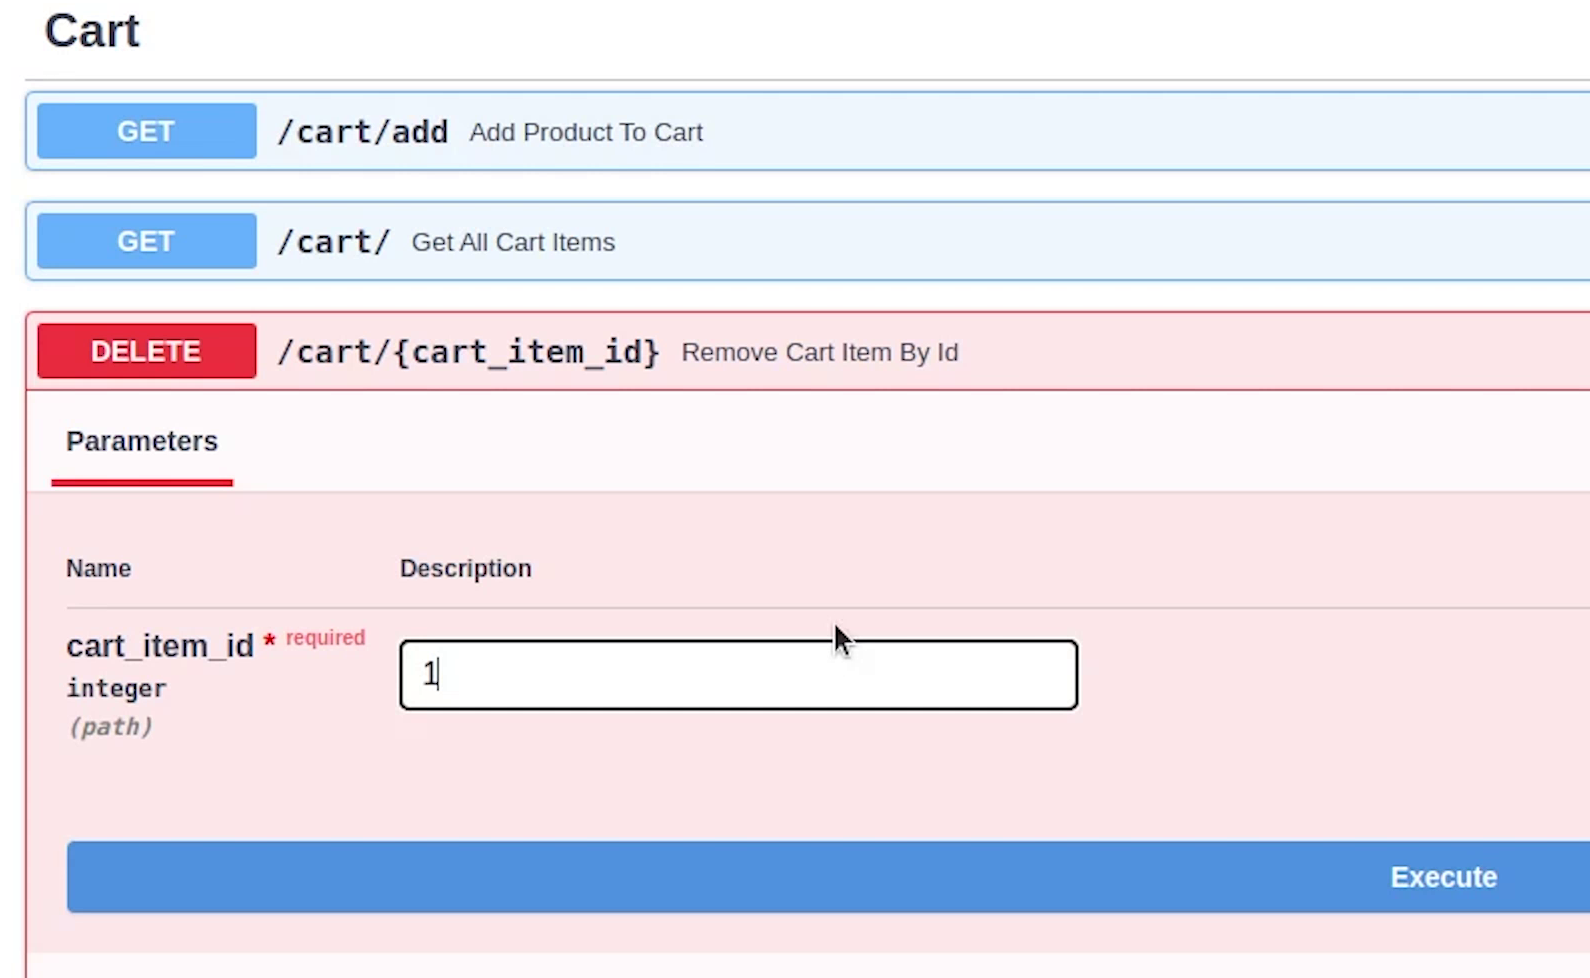 Cart
GET /cart/add Add Product To Cart
GET /cart/ Get All Cart Items
DELETE /cart/{cart_item_id} Remove Cart Item By Id
Parameters
Name Description
cart_item_id * required
integer
(path)
1
Execute